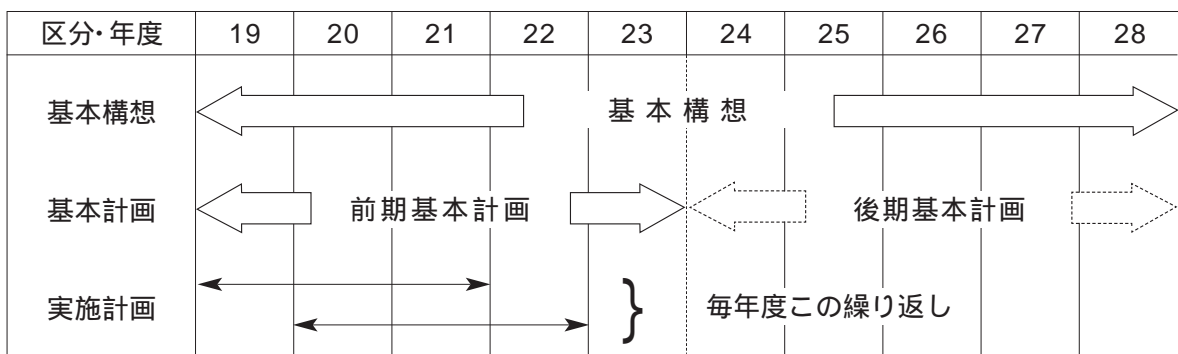 区分・年度 19 20 21 22 23 24 25 26 27 28
基本構想 基本構想
基本計画 前期基本計画 後期基本計画
実施計画 } 毎年度この繰り返し